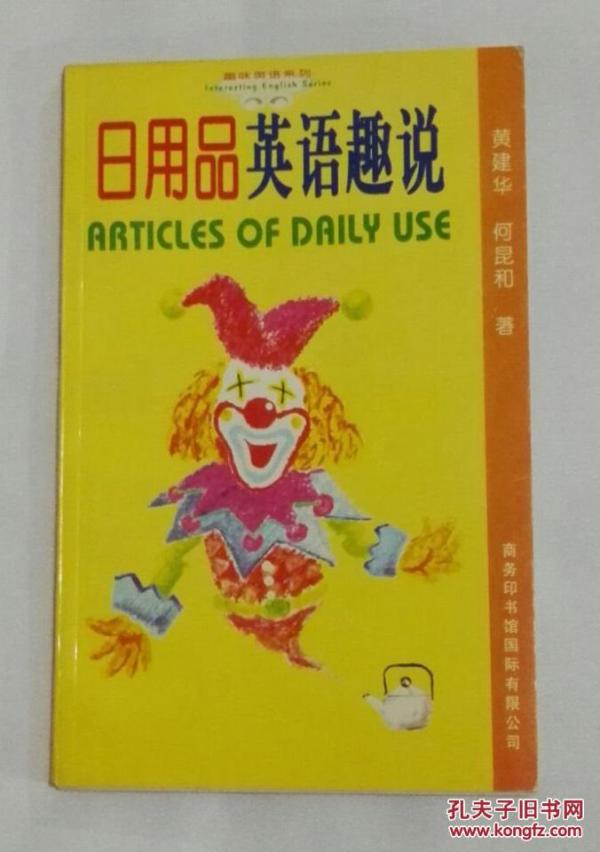 趣味英语系列
Interesting English Series
日用品英语趣说
ARTICLES OF DAILY USE
黄建华 何昆和 著
商务印书馆国际有限公司
孔夫子旧书网
www.kongfz.com